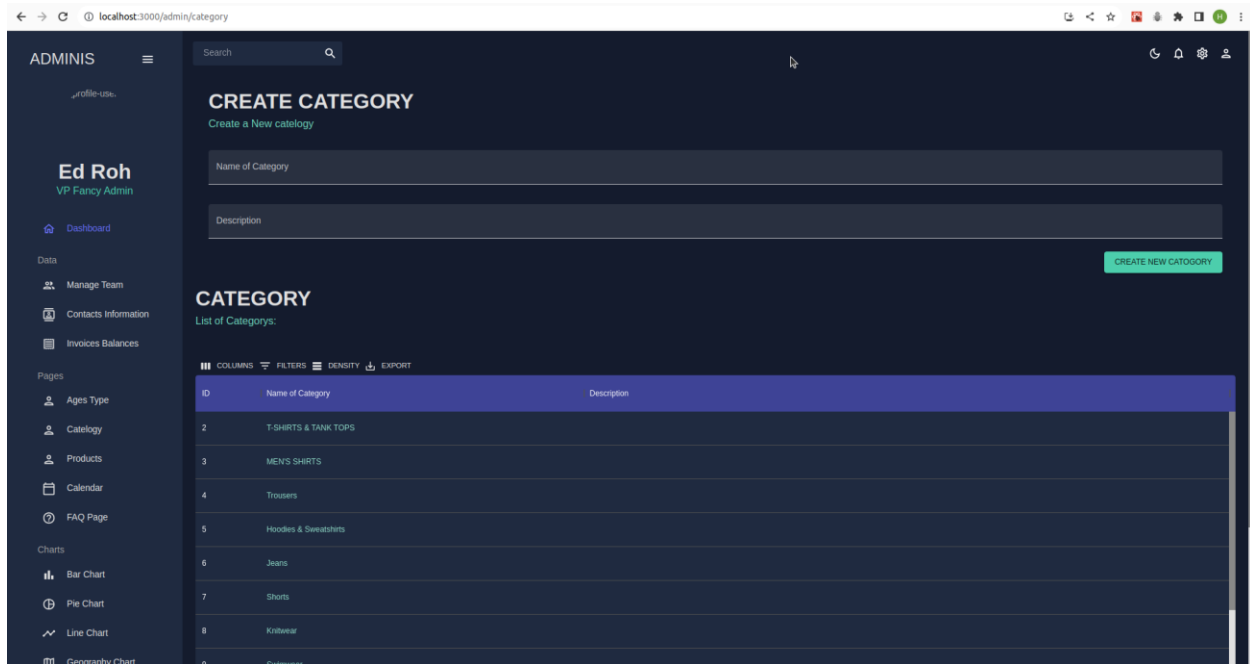 localhost:3000/admin/category
ADMINIS
Search
profile-use
Ed Roh
VP Fancy Admin
Dashboard
Data
Manage Team
Contacts Information
Invoices Balances
Pages
Ages Type
Catelogy
Products
Calendar
FAQ Page
Charts
Bar Chart
Pie Chart
Line Chart
Geography Chart
CREATE CATEGORY
Create a New catelogy
Name of Category
Description
CREATE NEW CATOGORY
CATEGORY
List of Categorys:
COLUMNS FILTERS DENSITY EXPORT
ID Name of Category Description
2 T-SHIRTS & TANK TOPS
3 MEN'S SHIRTS
4 Trousers
5 Hoodies & Sweatshirts
6 Jeans
7 Shorts
8 Knitwear
9 Swimwear
H